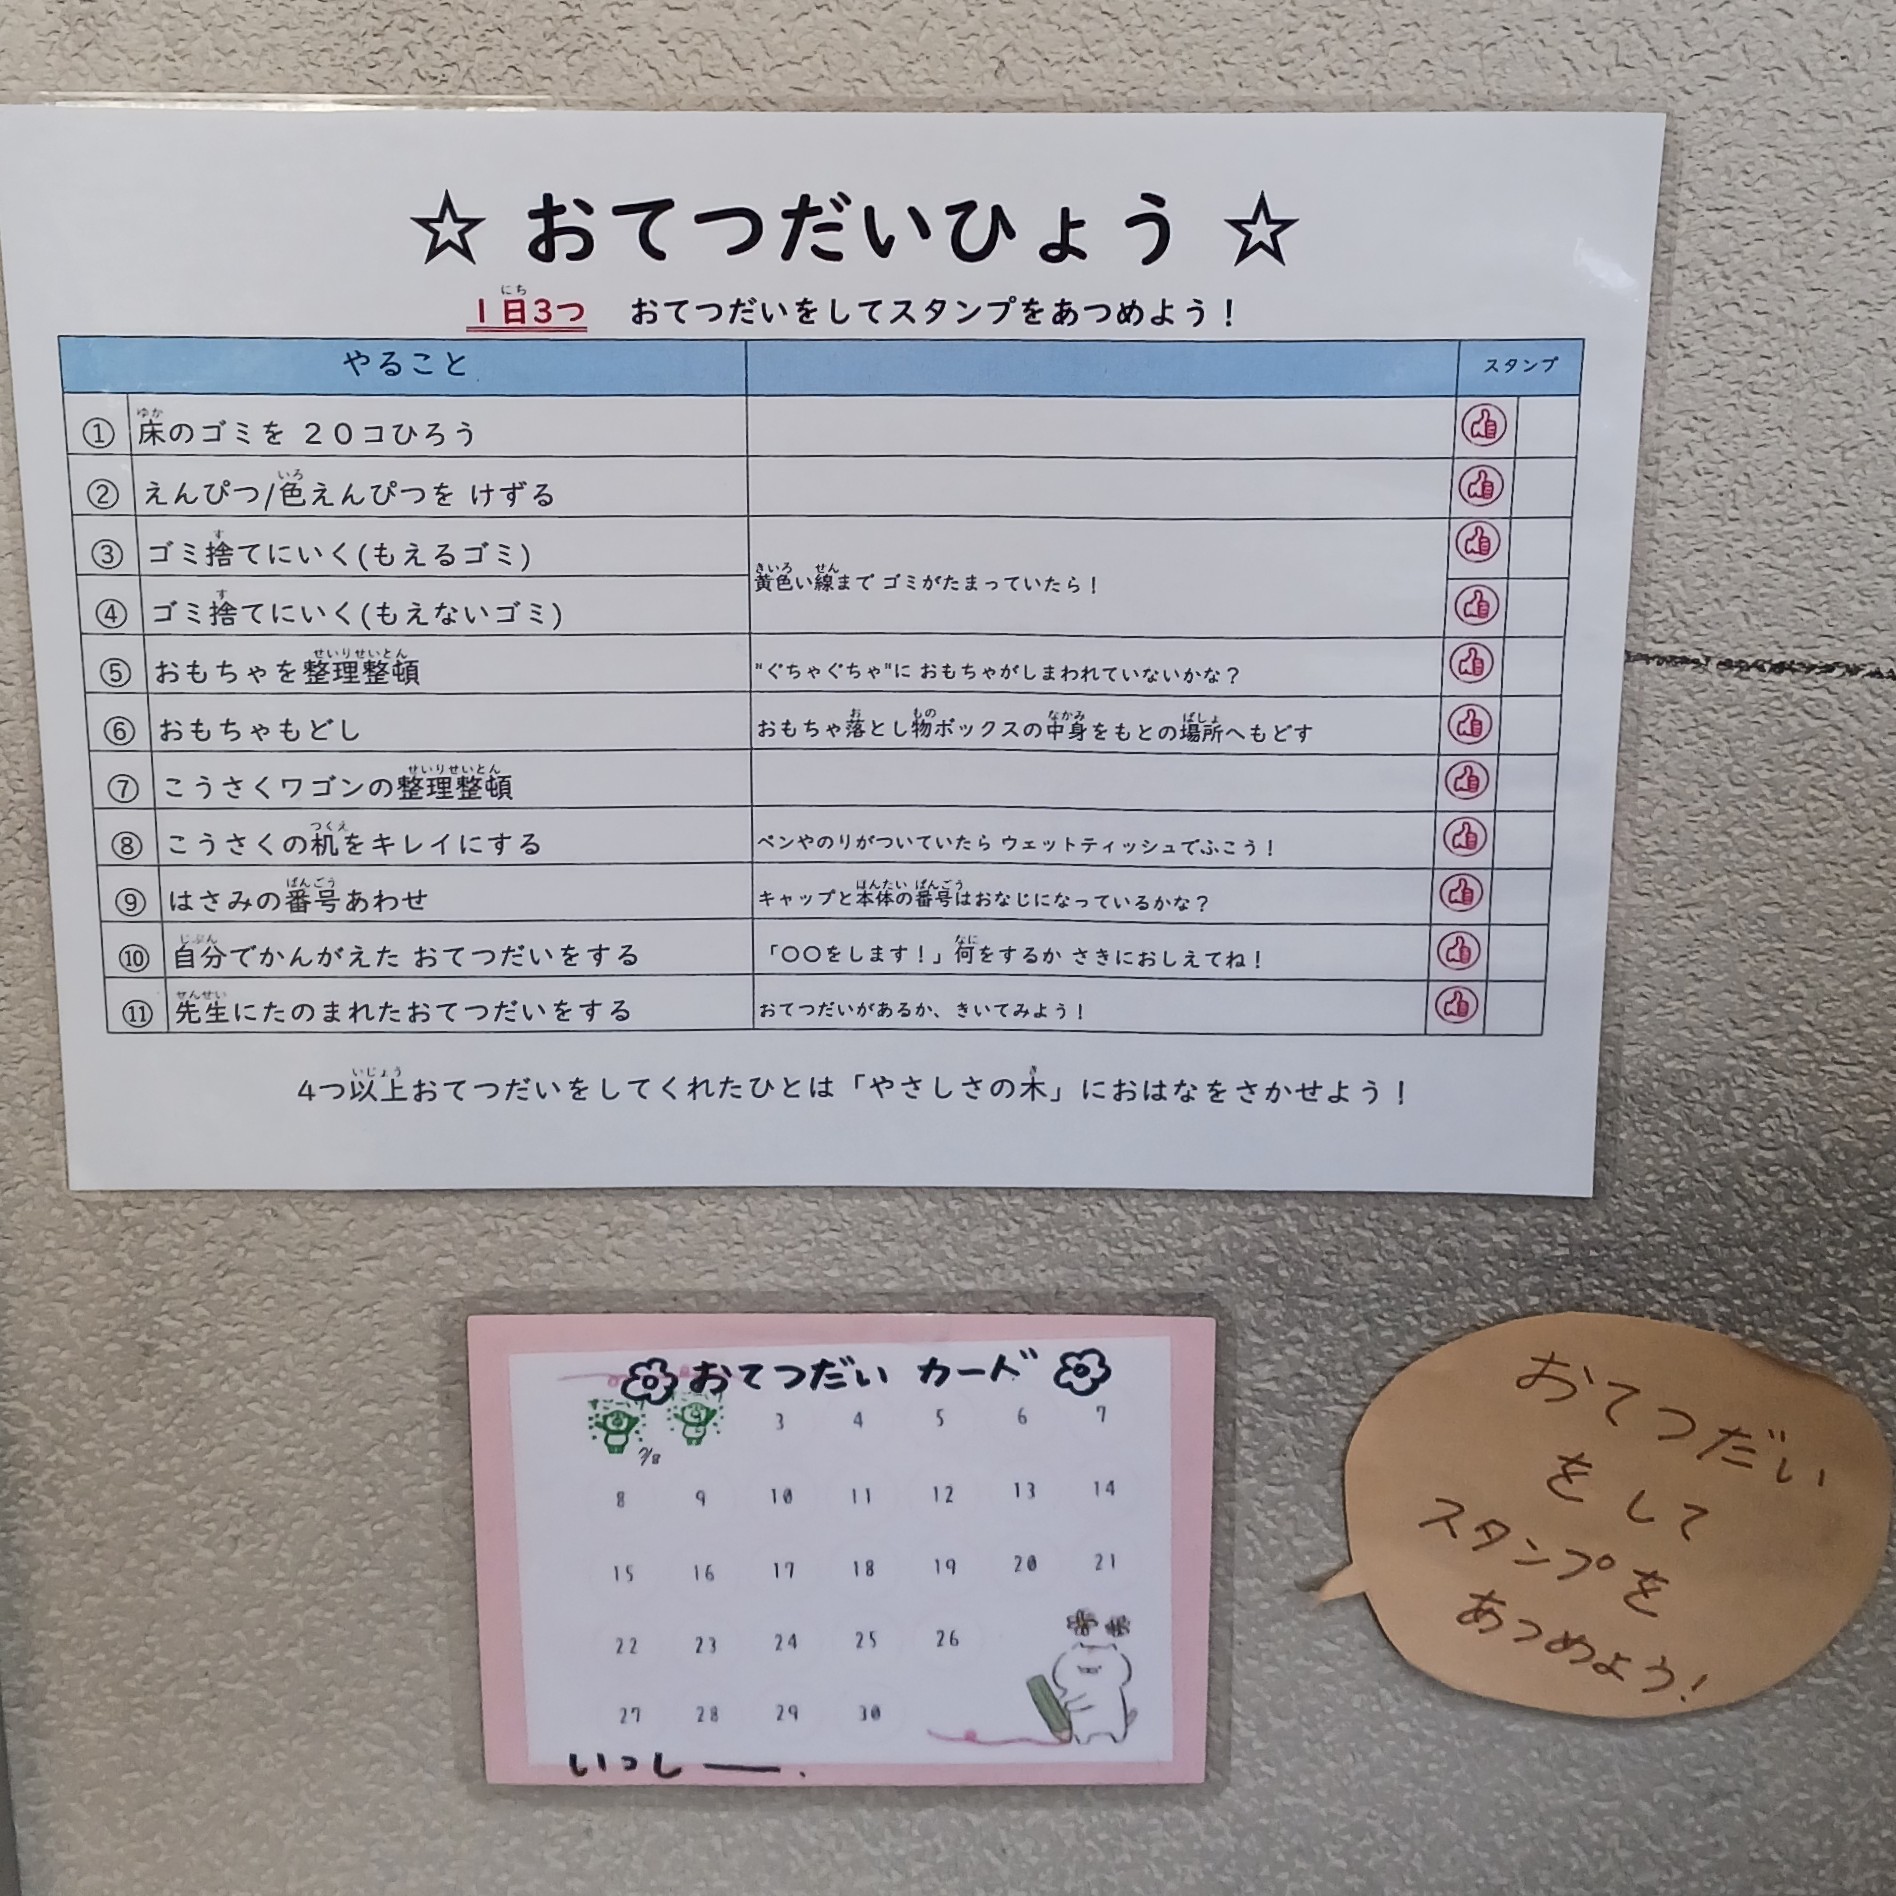 ☆ おてつだいひょう ☆
1日3つ おてつだいをしてスタンプをあつめよう！
やること スタンプ
① 床のゴミを 20コひろう
② えんぴつ/色えんぴつを けずる
③ ゴミ捨てにいく(もえるゴミ)
黄色い線まで ゴミがたまっていたら！
④ ゴミ捨てにいく(もえないゴミ)
⑤ おもちゃを整理整頓 "ぐちゃぐちゃ"に おもちゃがしまわれていないかな？
⑥ おもちゃもどし おもちゃ落とし物ボックスの中身をもとの場所へもどす
⑦ こうさくワゴンの整理整頓
⑧ こうさくの机をキレイにする ペンやのりがついていたら ウェットティッシュでふこう！
⑨ はさみの番号あわせ キャップと本体の番号はおなじになっているかな？
⑩ 自分でかんがえた おてつだいをする 「〇〇をします！」何をするか さきにおしえてね！
⑪ 先生にたのまれたおてつだいをする おてつだいがあるか、きいてみよう！
4つ以上おてつだいをしてくれたひとは「やさしさの木」におはなをさかせよう！
おてつだい カード
3 4 5 6 7
7/8
8 9 10 11 12 13 14
15 16 17 18 19 20 21
22 23 24 25 26
27 28 29 30
いっしー.
おてつだい
をして
スタンプを
あつめよう!